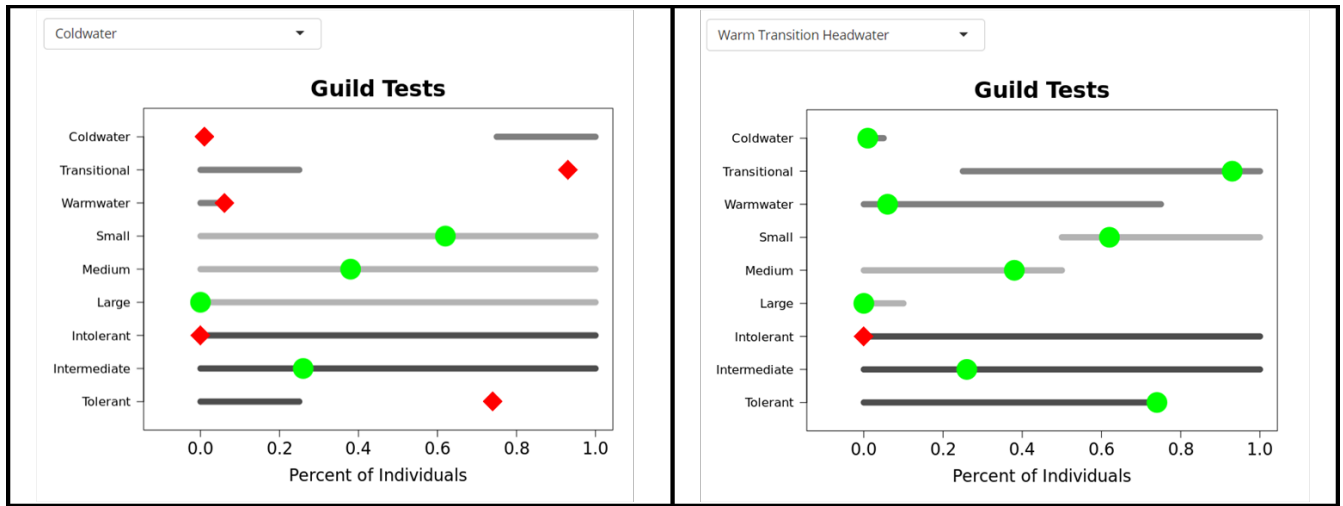 Coldwater
Guild Tests
Coldwater
Transitional
Warmwater
Small
Medium
Large
Intolerant
Intermediate
Tolerant
0.0 0.2 0.4 0.6 0.8 1.0
Percent of Individuals
Warm Transition Headwater
Guild Tests
Coldwater
Transitional
Warmwater
Small
Medium
Large
Intolerant
Intermediate
Tolerant
0.0 0.2 0.4 0.6 0.8 1.0
Percent of Individuals